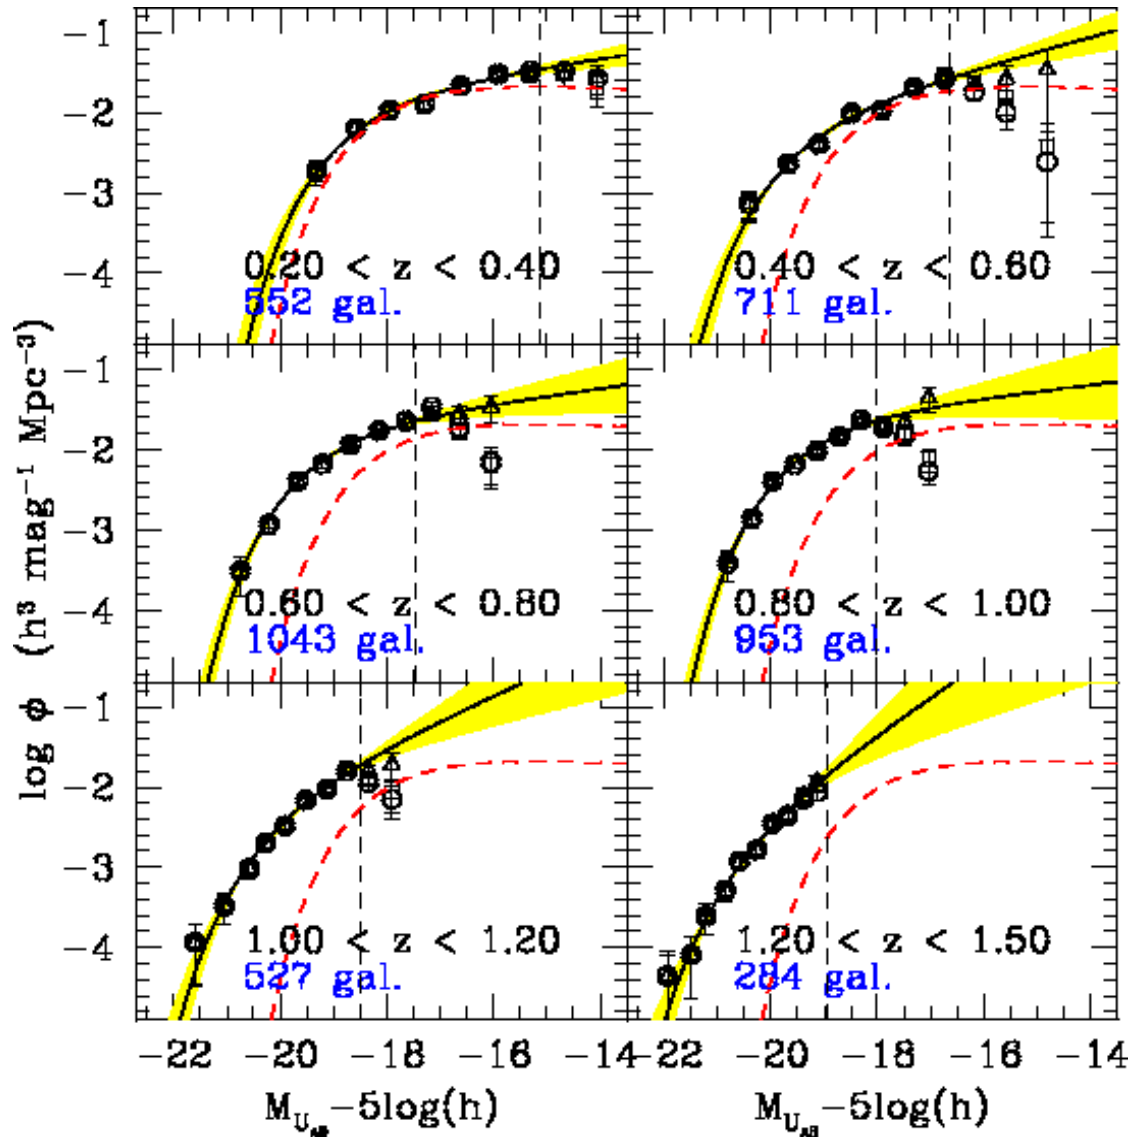 −1
−2
−3
−4
0.20 < z < 0.40
552 gal.
0.40 < z < 0.60
711 gal.
−1
−2
−3
−4
0.60 < z < 0.80
1043 gal.
0.80 < z < 1.00
953 gal.
−1
−2
−3
−4
1.00 < z < 1.20
527 gal.
1.20 < z < 1.50
284 gal.
log ϕ (h³ mag⁻¹ Mpc⁻³)
−22 −20 −18 −16 −14
−22 −20 −18 −16 −14
M_U −5log(h)
M_U −5log(h)